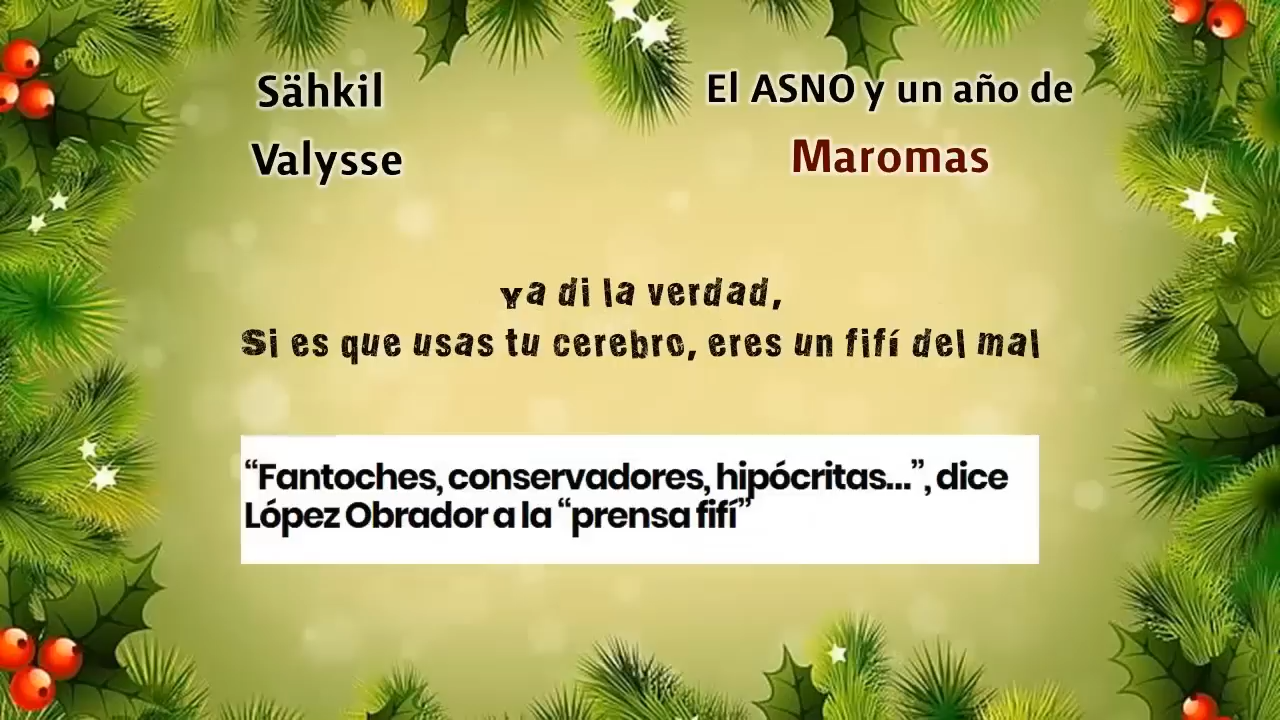 Sähkil
Valysse
El ASNO y un año de
Maromas
Ya di la verdad,
Si es que usas tu cerebro, eres un fifí del mal
“Fantoches, conservadores, hipócritas...”, dice
López Obrador a la “prensa fifí”